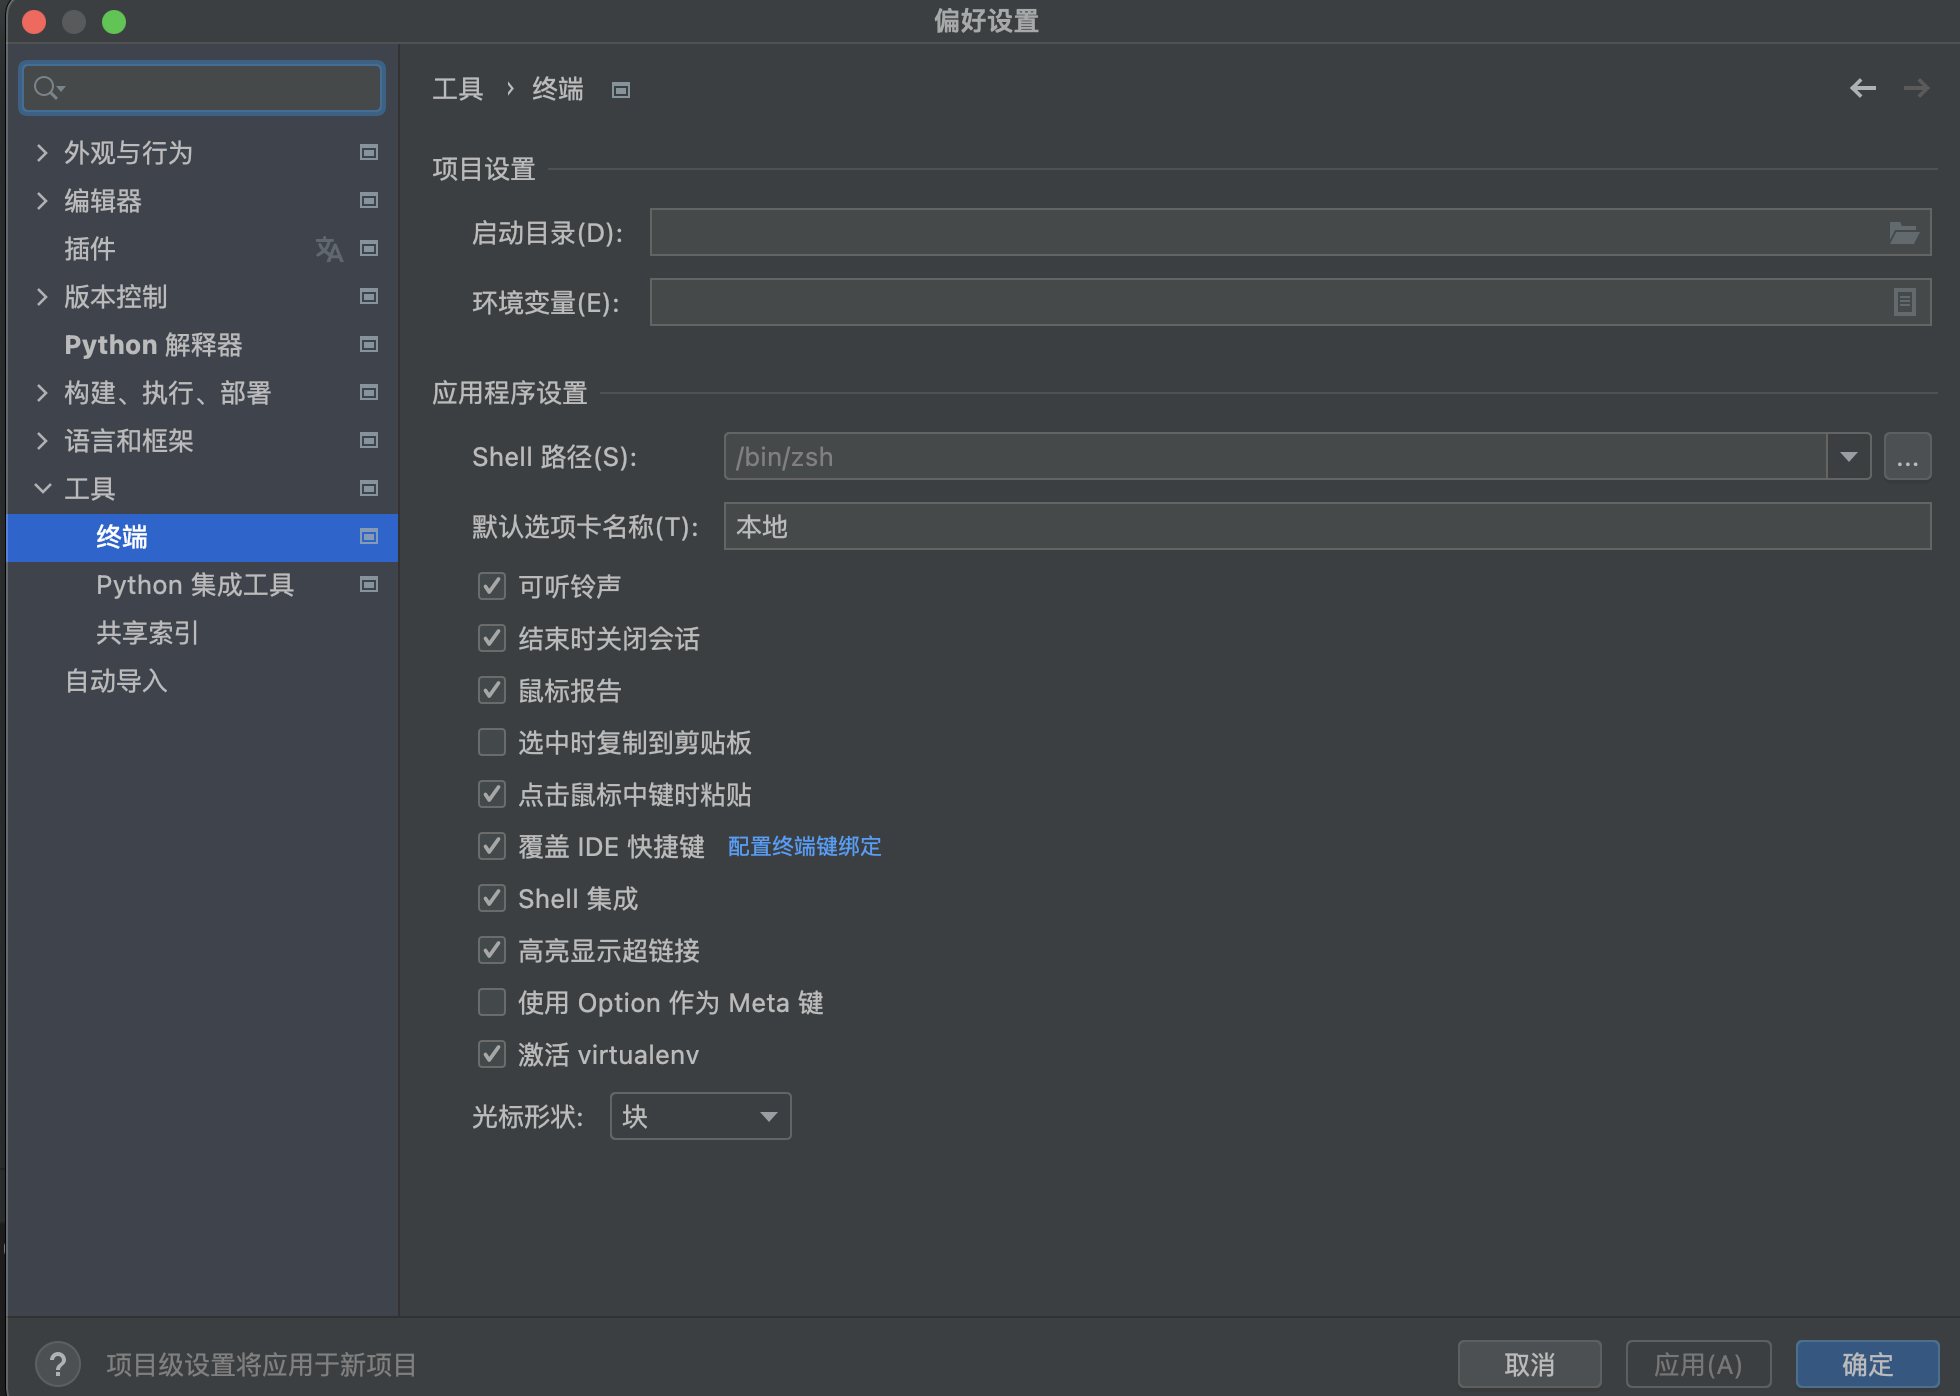 偏好设置
工具 › 终端
外观与行为
编辑器
插件
版本控制
Python 解释器
构建、执行、部署
语言和框架
工具
终端
Python 集成工具
共享索引
自动导入
项目设置
启动目录(D):
环境变量(E):
应用程序设置
Shell 路径(S): /bin/zsh ...
默认选项卡名称(T): 本地
可听铃声
结束时关闭会话
鼠标报告
选中时复制到剪贴板
点击鼠标中键时粘贴
覆盖 IDE 快捷键 配置终端键绑定
Shell 集成
高亮显示超链接
使用 Option 作为 Meta 键
激活 virtualenv
光标形状: 块
? 项目级设置将应用于新项目
取消 应用(A) 确定